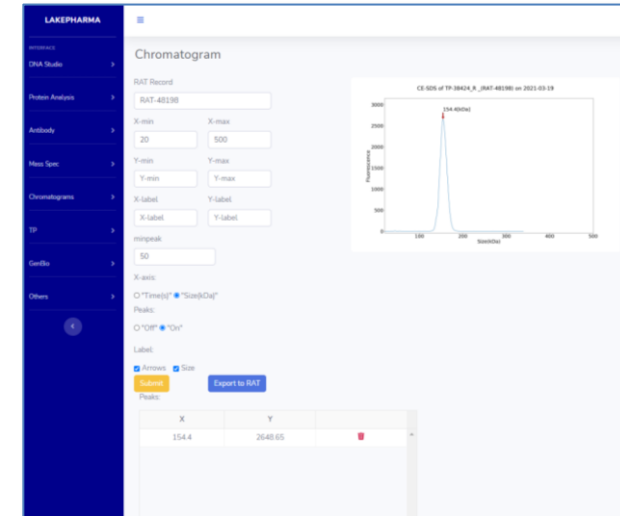 LAKEPHARMA
INTERFACE
DNA Studio
Protein Analysis
Antibody
Mass Spec
Chromatograms
TP
GenBio
Others
Chromatogram
RAT Record
RAT-48198
X-min X-max
20 500
Y-min Y-max
Y-min Y-max
X-label Y-label
X-label Y-label
minpeak
50
X-axis:
"Time(s)" "Size(kDa)"
Peaks:
"Off" "On"
Label:
Arrows Size
Submit Export to RAT
Peaks:
X Y
154.4 2648.65
CE-SDS of TP-38424_R _(RAT-48198) on 2021-03-19
154.4(kDa)
Fluorescence
3000
2500
2000
1500
1000
500
0
100 200 300 400 500
Size(kDa)